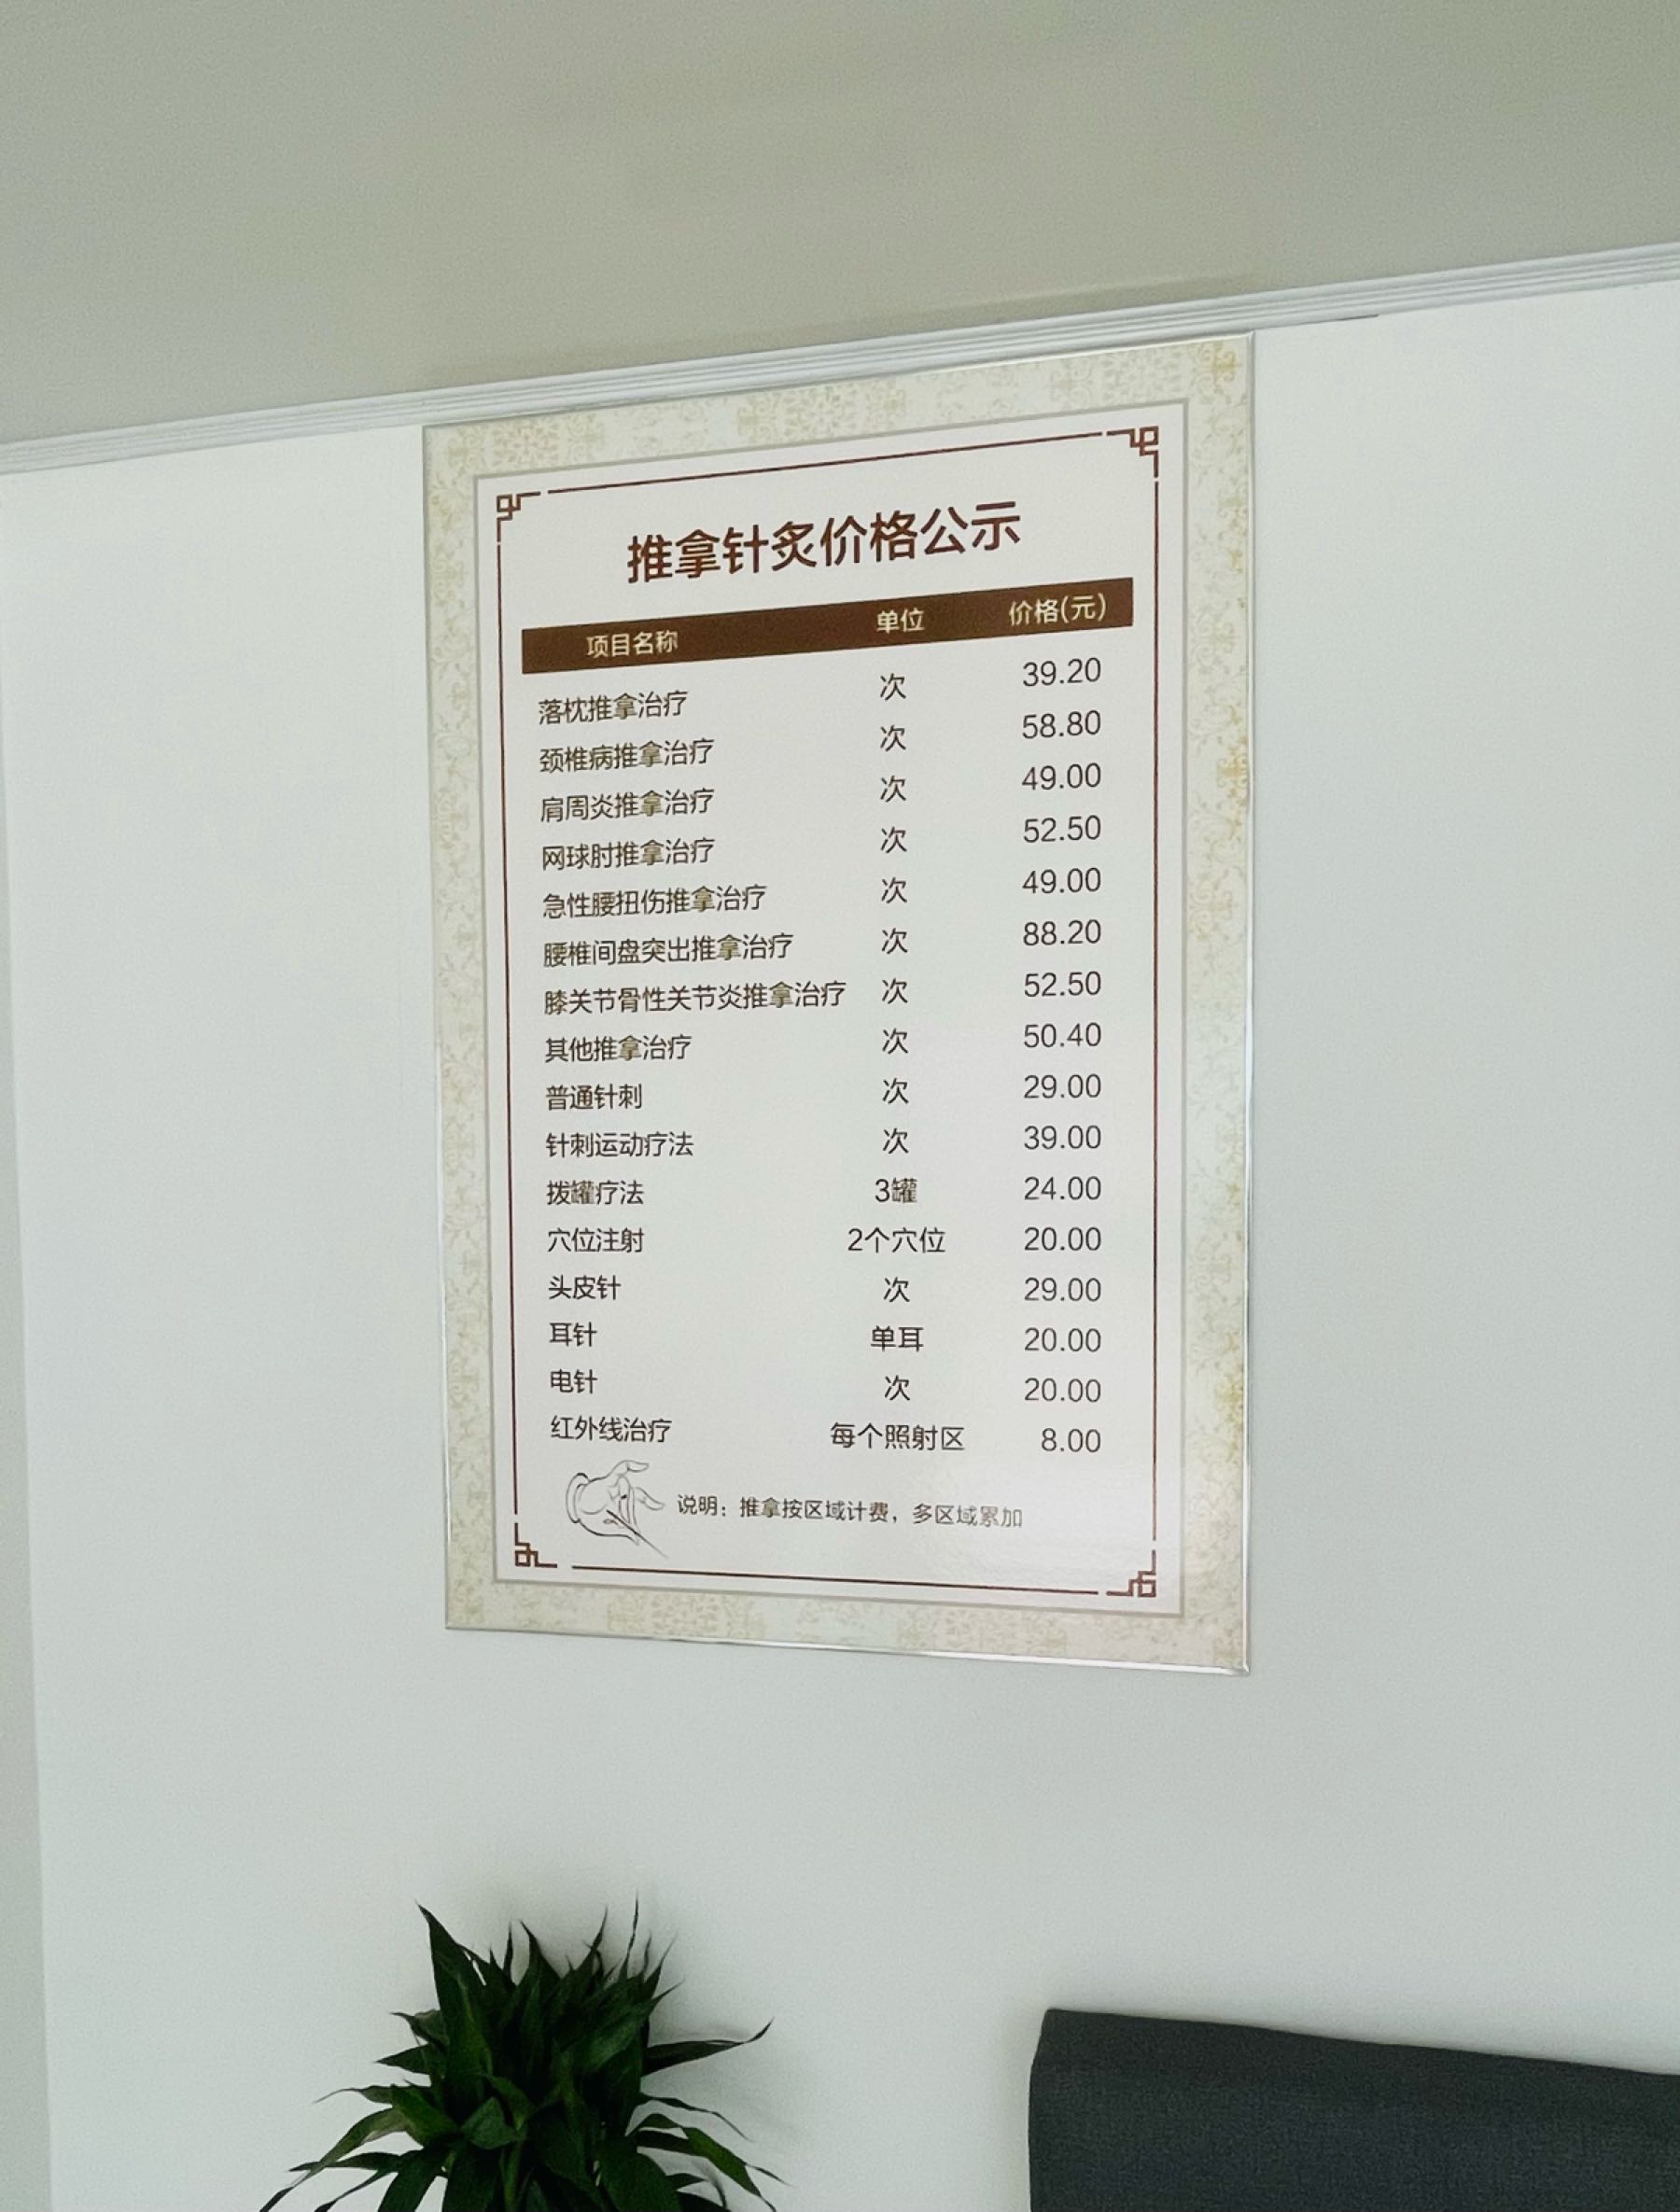 推拿针炙价格公示
项目名称 单位 价格(元)
落枕推拿治疗 次 39.20
颈椎病推拿治疗 次 58.80
肩周炎推拿治疗 次 49.00
网球肘推拿治疗 次 52.50
急性腰扭伤推拿治疗 次 49.00
腰椎间盘突出推拿治疗 次 88.20
膝关节骨性关节炎推拿治疗 次 52.50
其他推拿治疗 次 50.40
普通针刺 次 29.00
针刺运动疗法 次 39.00
拨罐疗法 3罐 24.00
穴位注射 2个穴位 20.00
头皮针 次 29.00
耳针 单耳 20.00
电针 次 20.00
红外线治疗 每个照射区 8.00
说明：推拿按区域计费，多区域累加